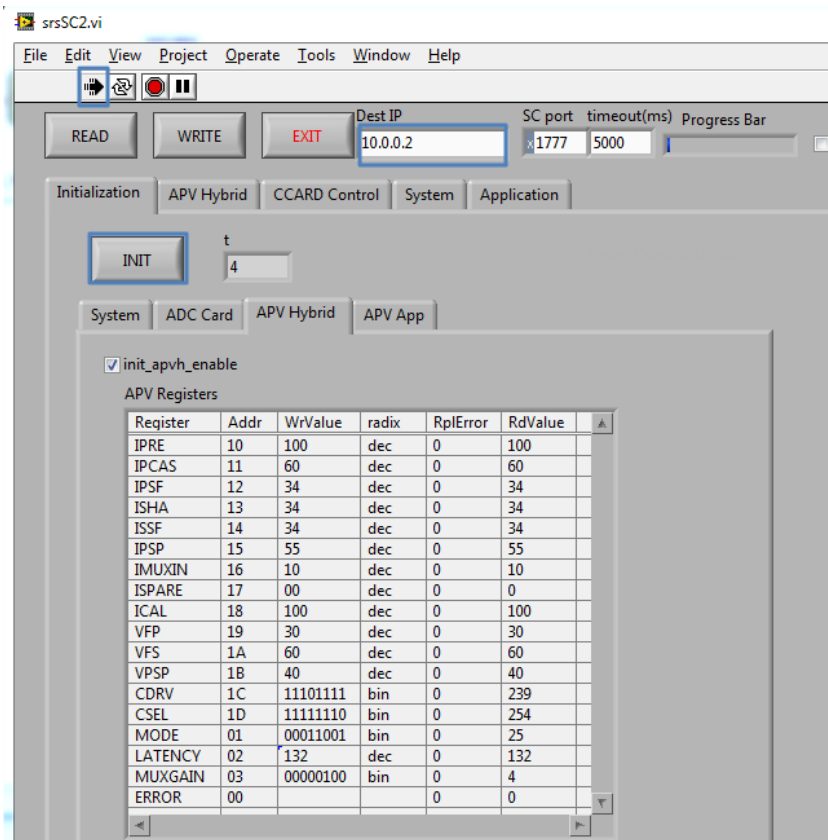 srsSC2.vi
File Edit View Project Operate Tools Window Help
Dest IP SC port timeout(ms) Progress Bar
READ WRITE EXIT 10.0.0.2 x 1777 5000
Initialization APV Hybrid CCARD Control System Application
t
INIT 4
System ADC Card APV Hybrid APV App
init_apvh_enable
APV Registers
Register Addr WrValue radix RplError RdValue
IPRE 10 100 dec 0 100
IPCAS 11 60 dec 0 60
IPSF 12 34 dec 0 34
ISHA 13 34 dec 0 34
ISSF 14 34 dec 0 34
IPSP 15 55 dec 0 55
IMUXIN 16 10 dec 0 10
ISPARE 17 00 dec 0 0
ICAL 18 100 dec 0 100
VFP 19 30 dec 0 30
VFS 1A 60 dec 0 60
VPSP 1B 40 dec 0 40
CDRV 1C 11101111 bin 0 239
CSEL 1D 11111110 bin 0 254
MODE 01 00011001 bin 0 25
LATENCY 02 132 dec 0 132
MUXGAIN 03 00000100 bin 0 4
ERROR 00 0 0